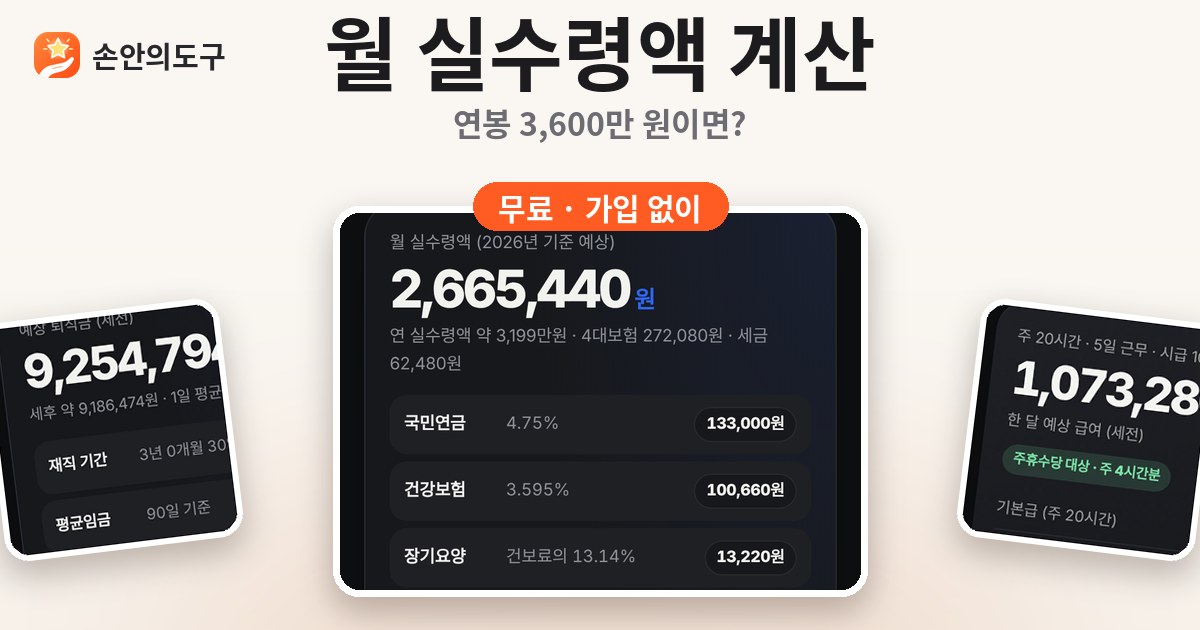 손안의도구
월 실수령액 계산
연봉 3,600만 원이면?
무료 · 가입 없이
월 실수령액 (2026년 기준 예상)
2,665,440원
연 실수령액 약 3,199만원 · 4대보험 272,080원 · 세금
62,480원
국민연금 4.75% 133,000원
건강보험 3.595% 100,660원
장기요양 건보료의 13.14% 13,220원
예상 퇴직금 (세전)
9,254,794
세후 약 9,186,474원 · 1일 평균
재직 기간 3년 0개월 30
평균임금 90일 기준
주 20시간 · 5일 근무 · 시급
1,073,28
한 달 예상 급여 (세전)
주휴수당 대상 · 주 4시간분
기본급 (주 20시간)